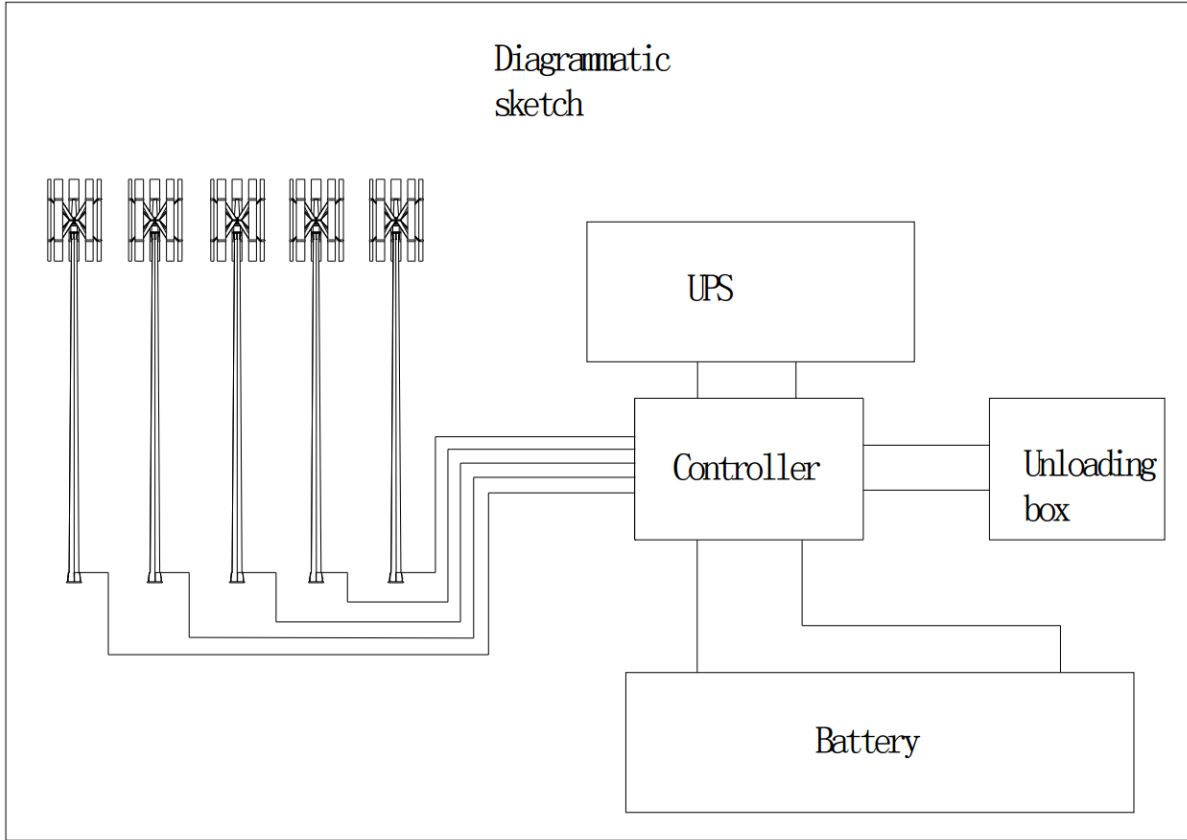 Diagrammatic
sketch
UPS
Controller
Unloading
box
Battery